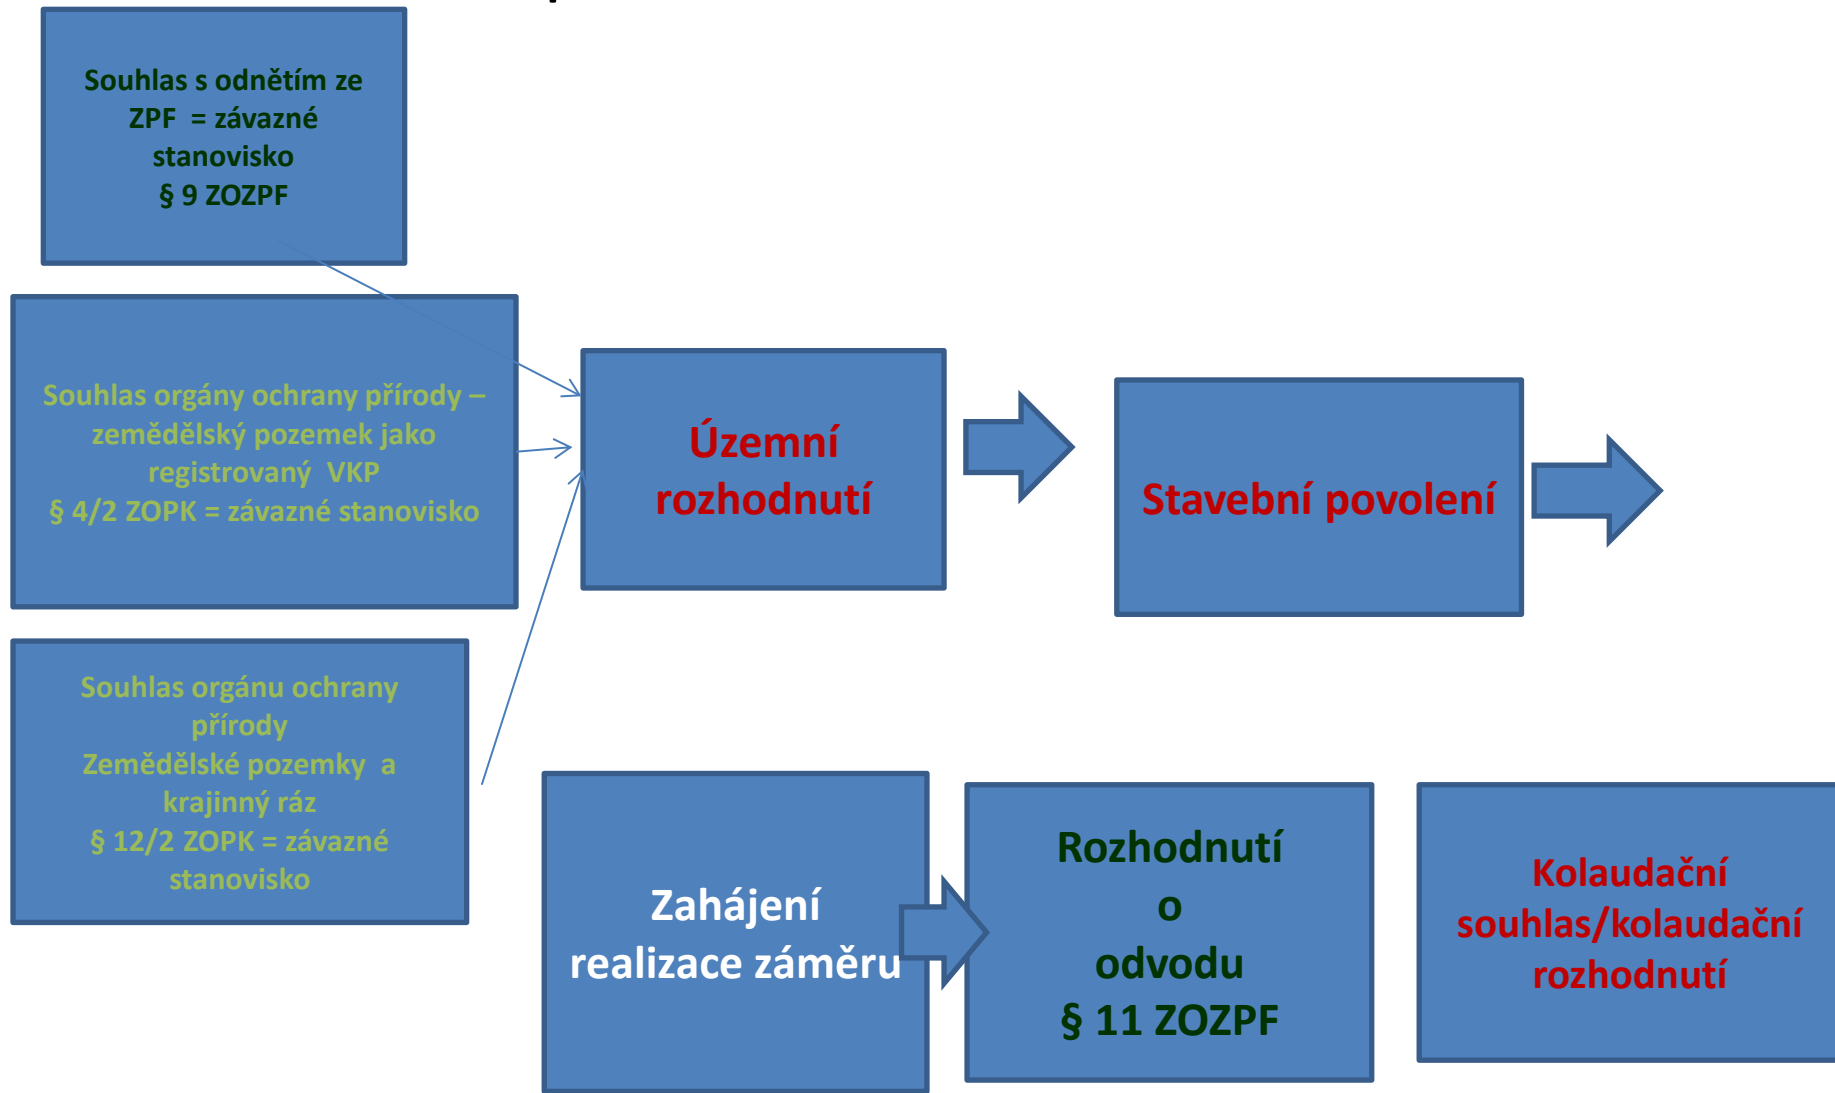 Souhlas s odnětím ze
ZPF = závazné
stanovisko
§ 9 ZOZPF
Souhlas orgány ochrany přírody –
zemědělský pozemek jako
registrovaný VKP
§ 4/2 ZOPK = závazné stanovisko
Souhlas orgánu ochrany
přírody
Zemědělské pozemky a
krajinný ráz
§ 12/2 ZOPK = závazné
stanovisko
Územní
rozhodnutí
Stavební povolení
Zahájení
realizace záměru
Rozhodnutí
o
odvodu
§ 11 ZOZPF
Kolaudační
souhlas/kolaudační
rozhodnutí